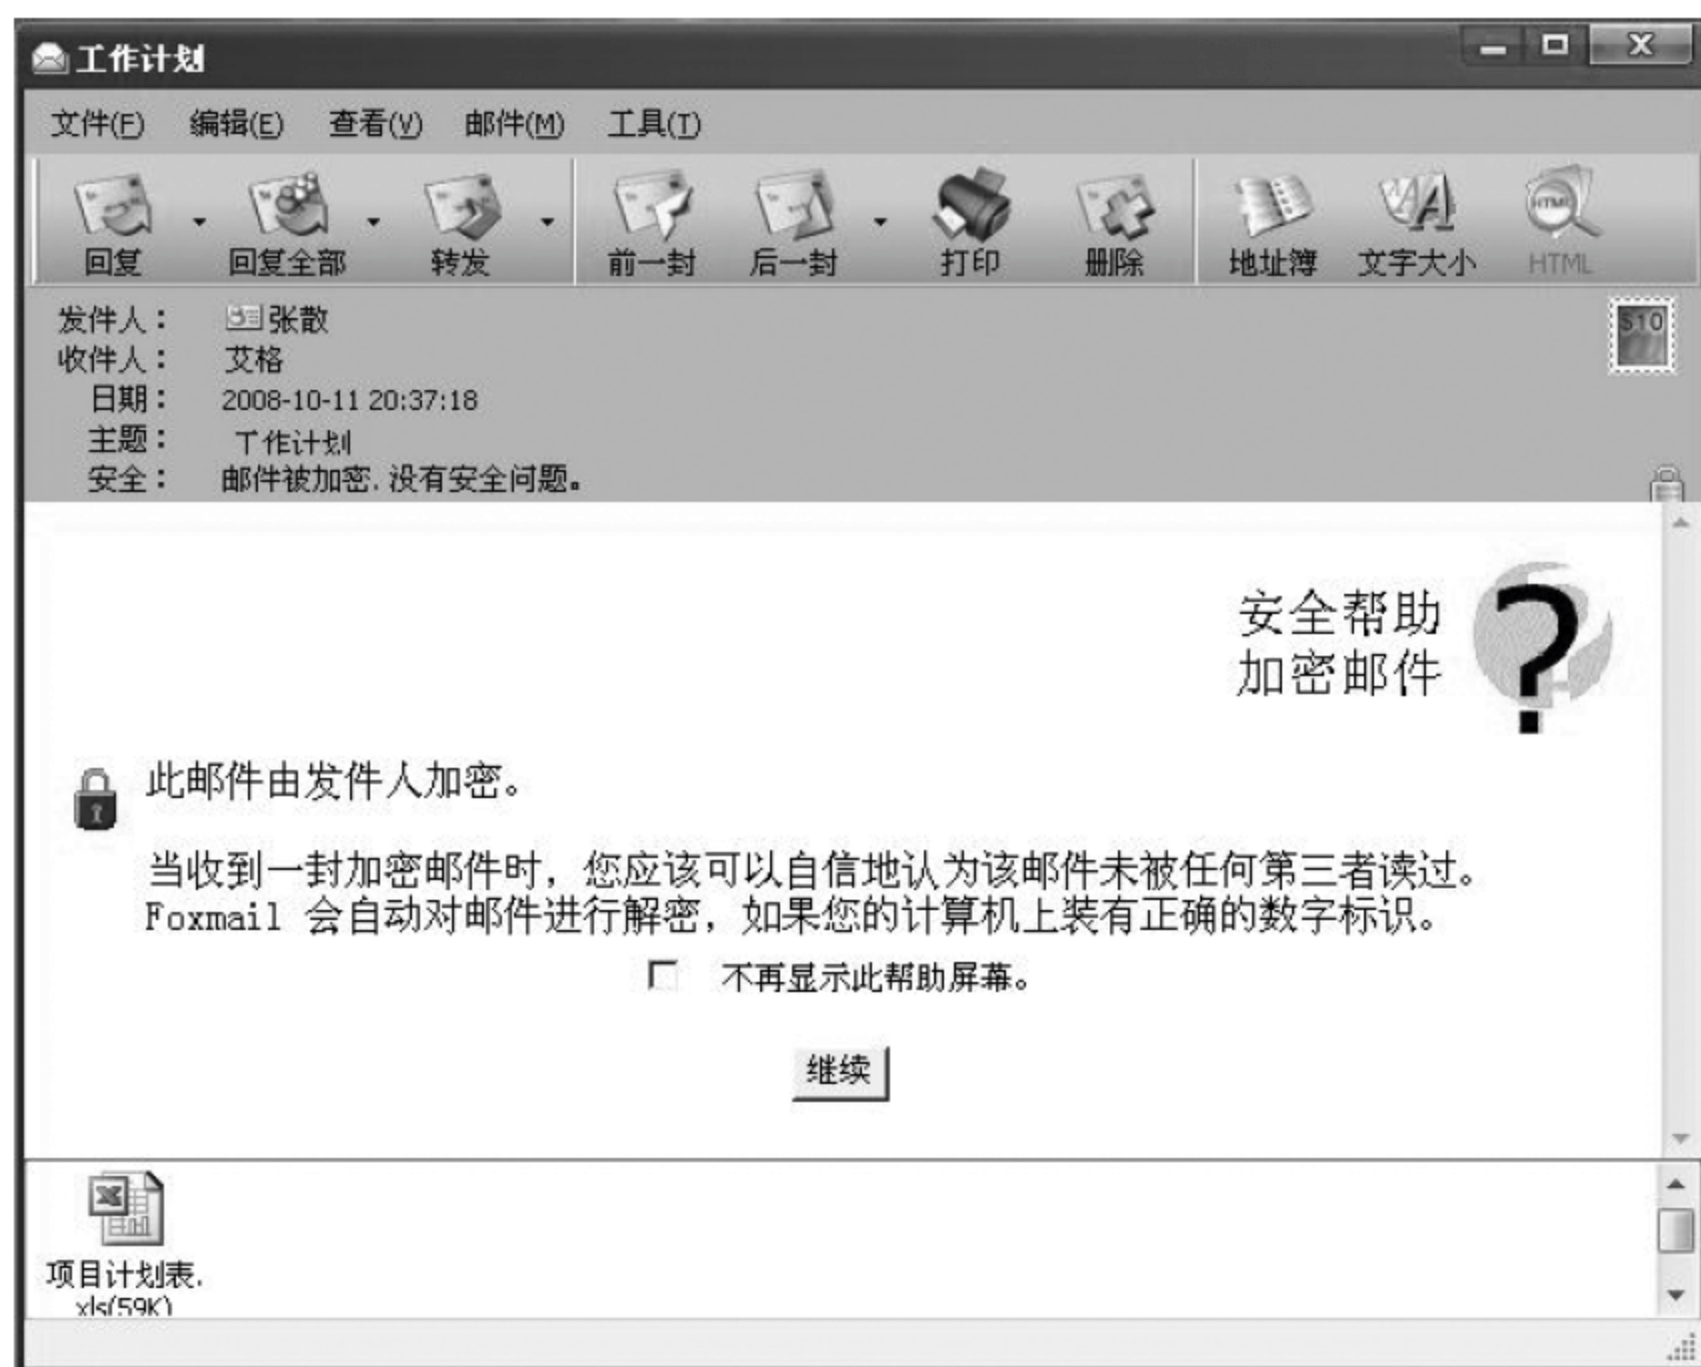 工作计划
文件(F) 编辑(E) 查看(V) 邮件(M) 工具(T)
回复 回复全部 转发 前一封 后一封 打印 删除 地址簿 文字大小 HTML
发件人： 张散
收件人： 艾格
日期： 2008-10-11 20:37:18
主题： 工作计划
安全： 邮件被加密. 没有安全问题。
安全帮助
加密邮件
此邮件由发件人加密。
当收到一封加密邮件时，您应该可以自信地认为该邮件未被任何第三者读过。
Foxmail 会自动对邮件进行解密，如果您的计算机上装有正确的数字标识。
不再显示此帮助屏幕。
继续
项目计划表.
xls(59K)